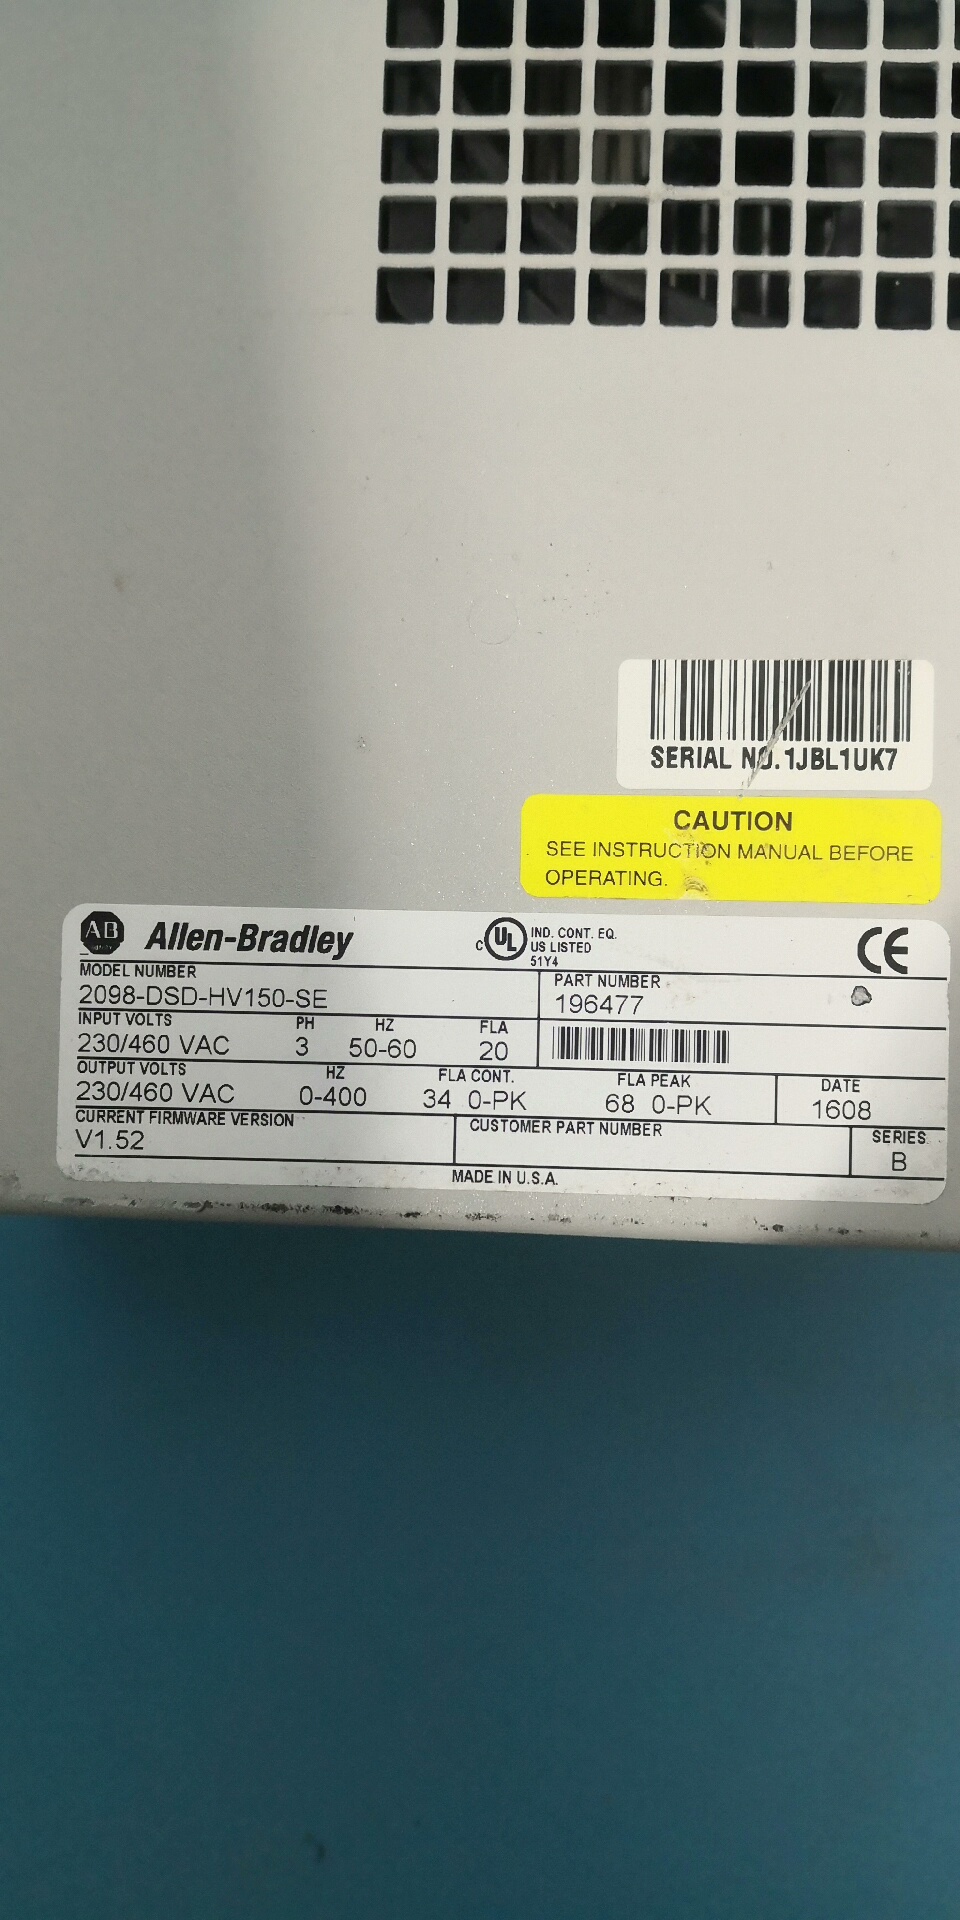 SERIAL NO. 1JBL1UK7
CAUTION
SEE INSTRUCTION MANUAL BEFORE
OPERATING.
AB Allen-Bradley
C UL IND. CONT. EQ.
US LISTED
51Y4
CE
MODEL NUMBER
2098-DSD-HV150-SE
PART NUMBER
196477
INPUT VOLTS PH HZ FLA
230/460 VAC 3 50-60 20
OUTPUT VOLTS HZ FLA CONT. FLA PEAK DATE
230/460 VAC 0-400 34 0-PK 68 0-PK 1608
CURRENT FIRMWARE VERSION CUSTOMER PART NUMBER SERIES
V1.52 B
MADE IN U.S.A.